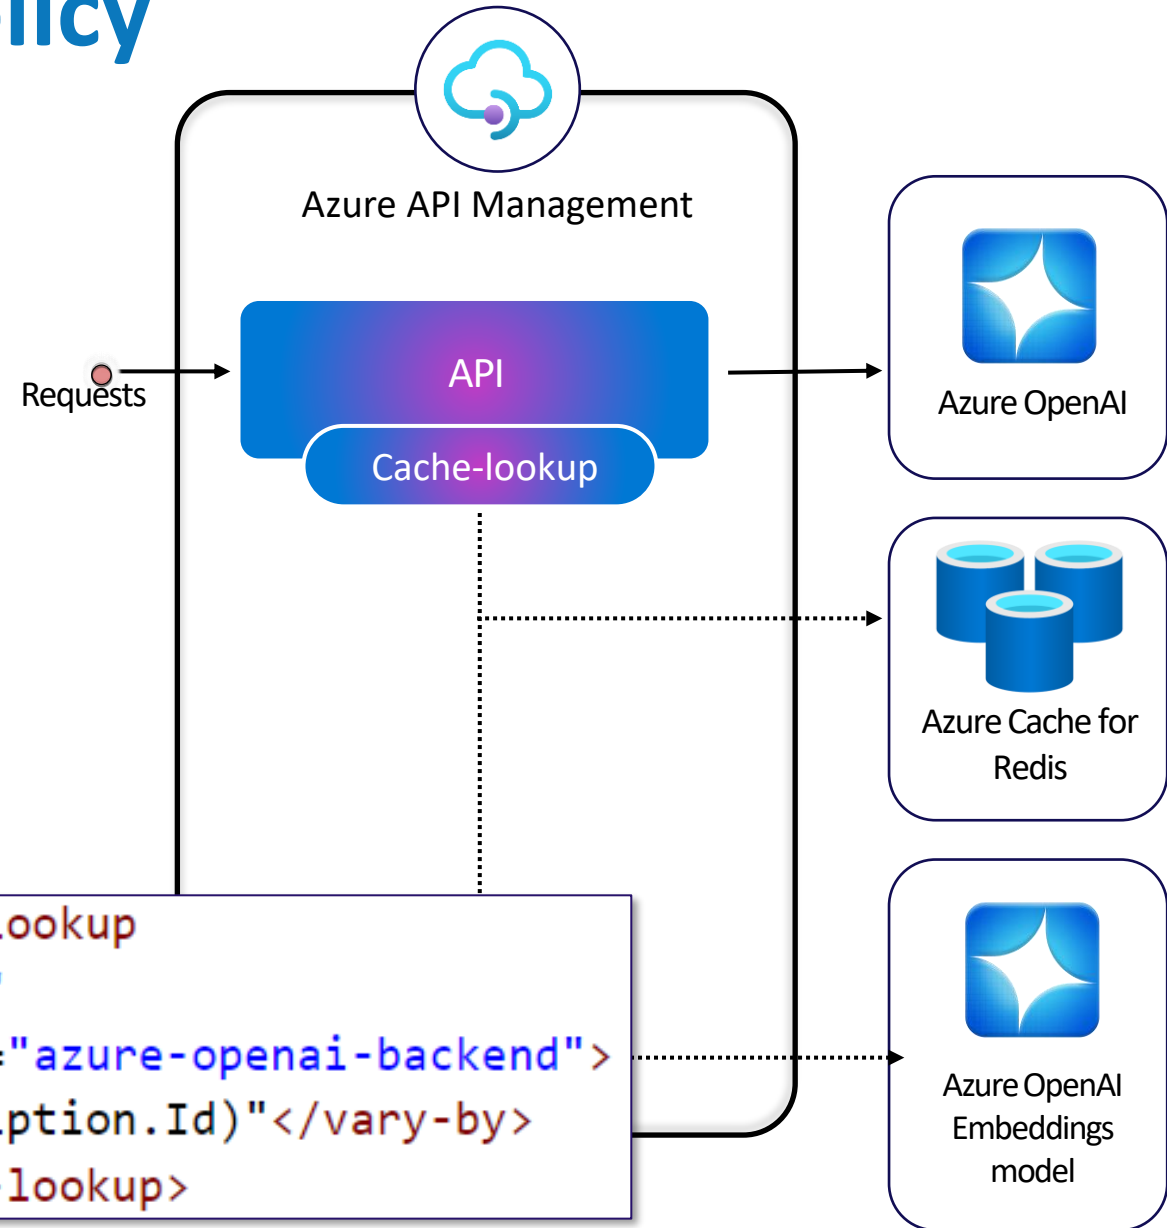 licy
Azure API Management
API
Cache-lookup
Requests
Azure OpenAI
Azure Cache for
Redis
Azure OpenAI
Embeddings
model
lookup
="azure-openai-backend">
ption.Id)"</vary-by>
lookup>